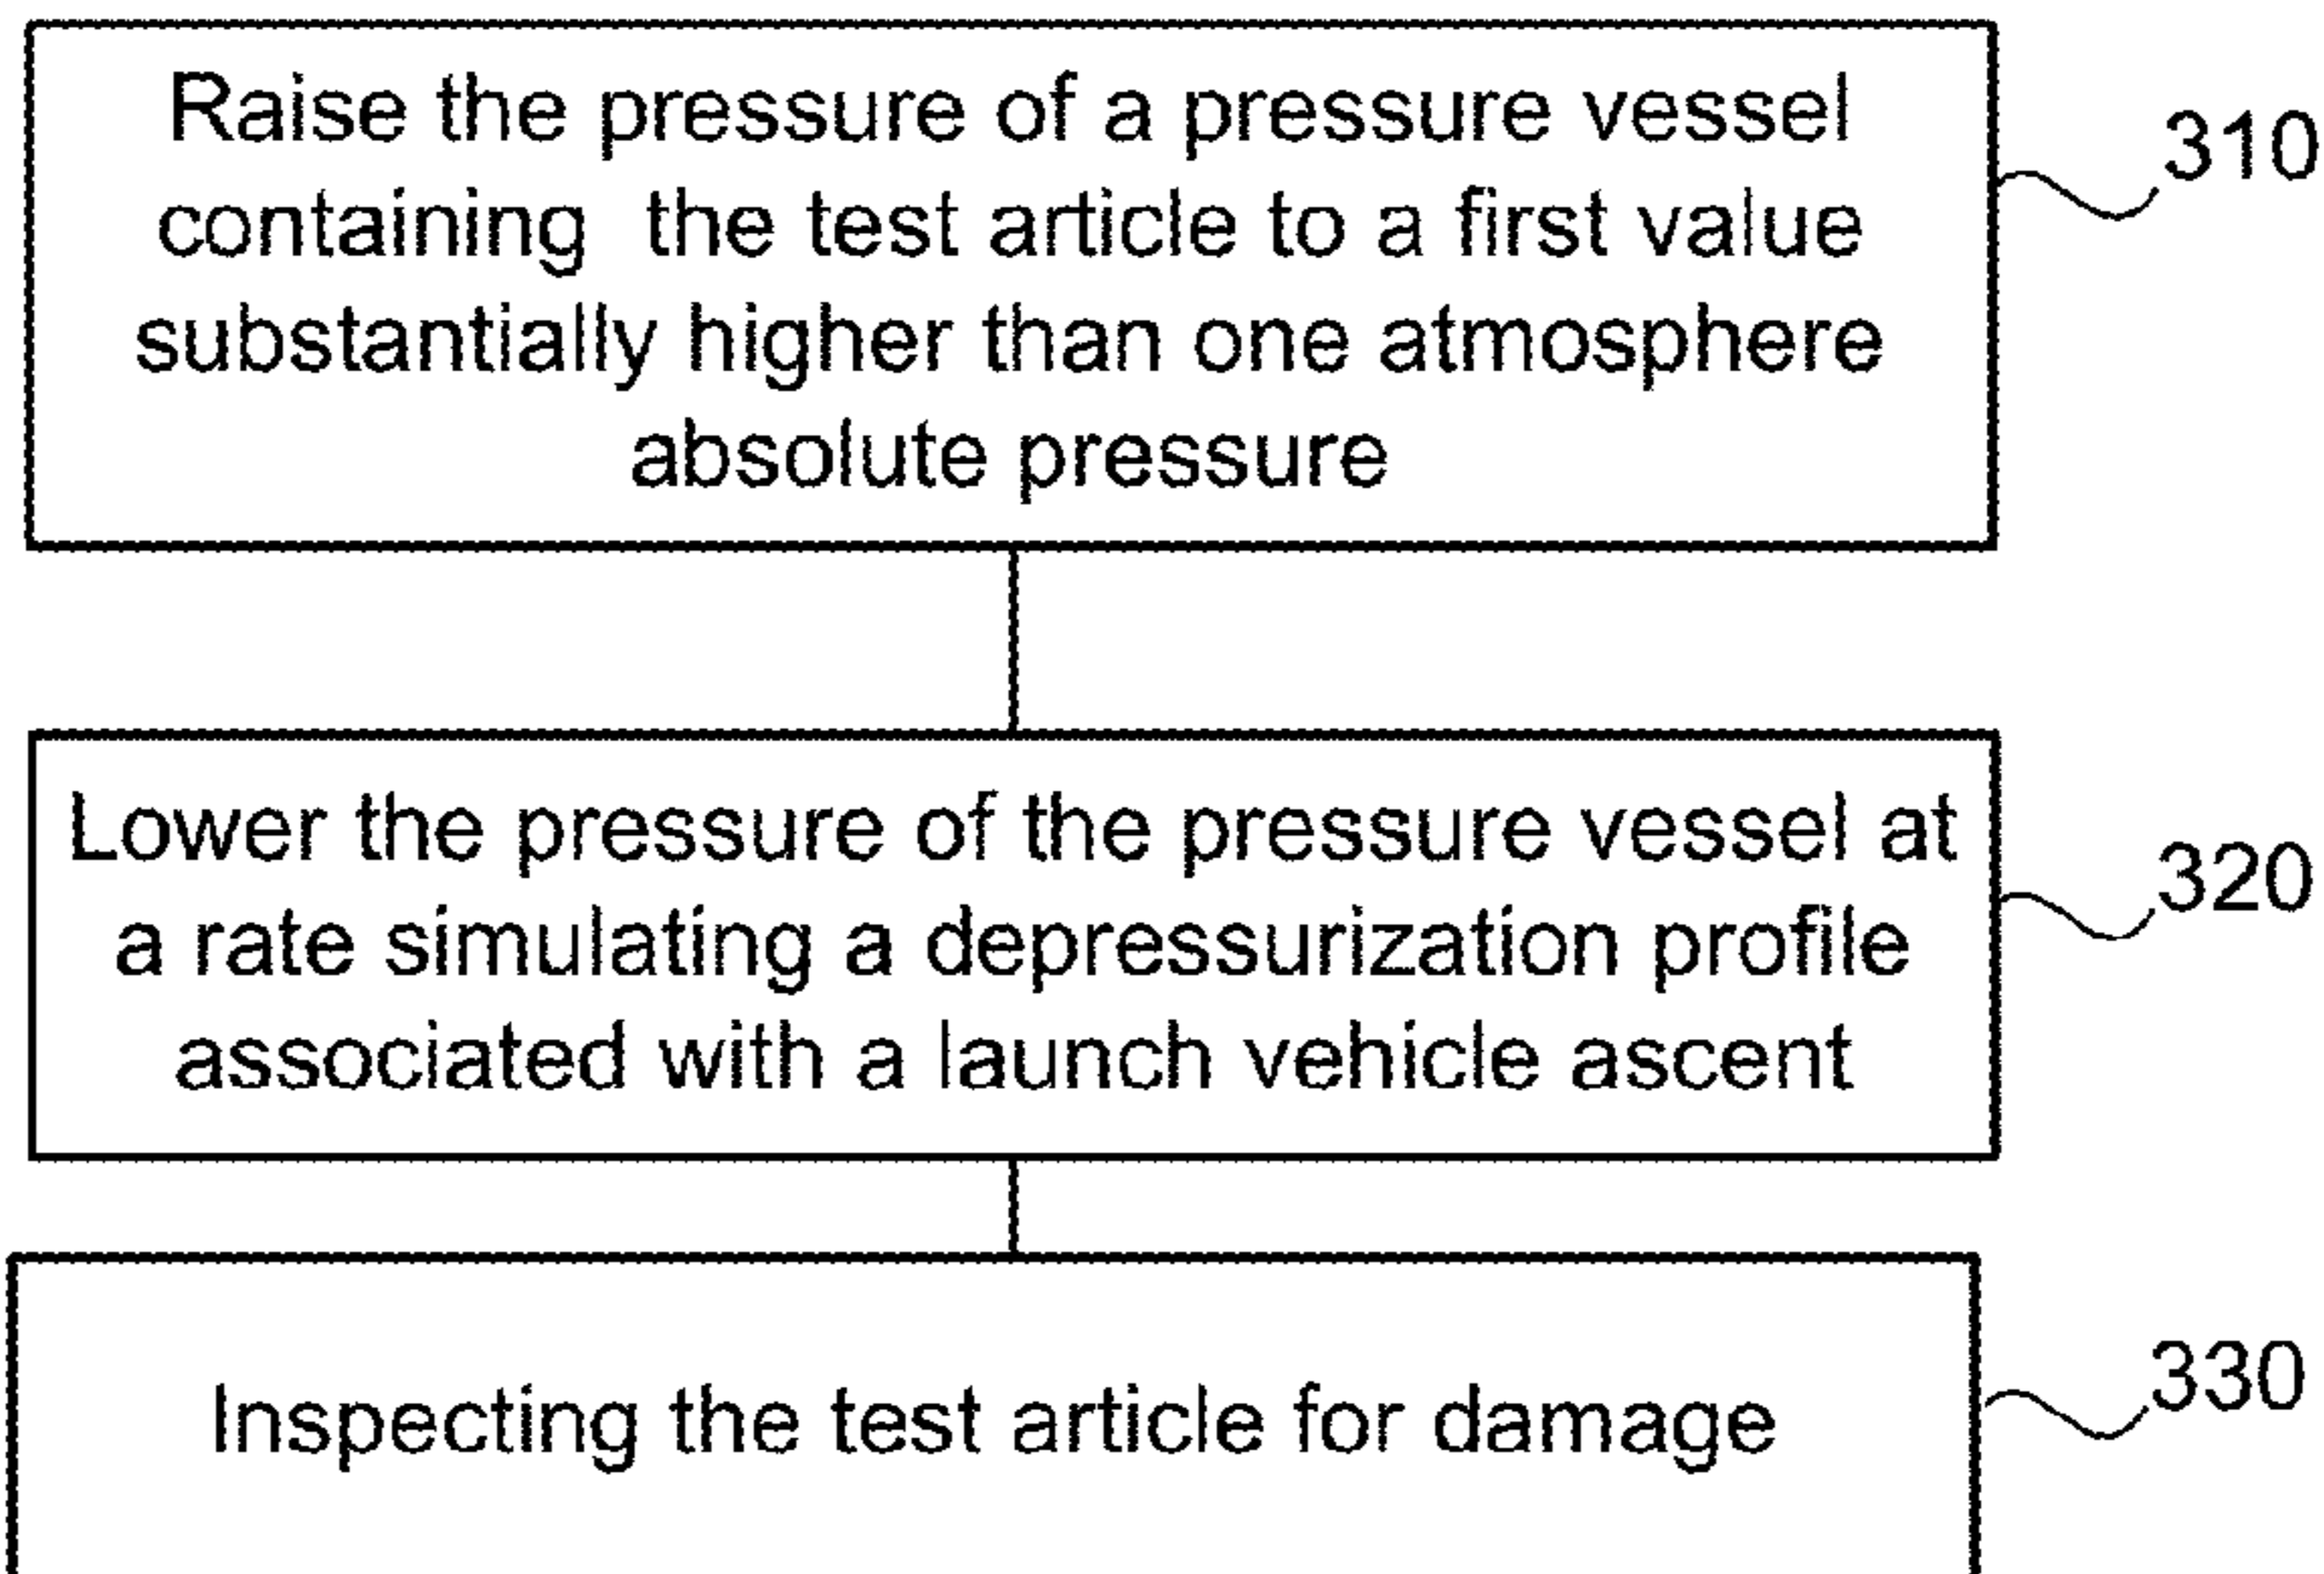 Raise the pressure of a pressure vessel
containing the test article to a first value
substantially higher than one atmosphere
absolute pressure
310
Lower the pressure of the pressure vessel at
a rate simulating a depressurization profile
associated with a launch vehicle ascent
320
Inspecting the test article for damage
330